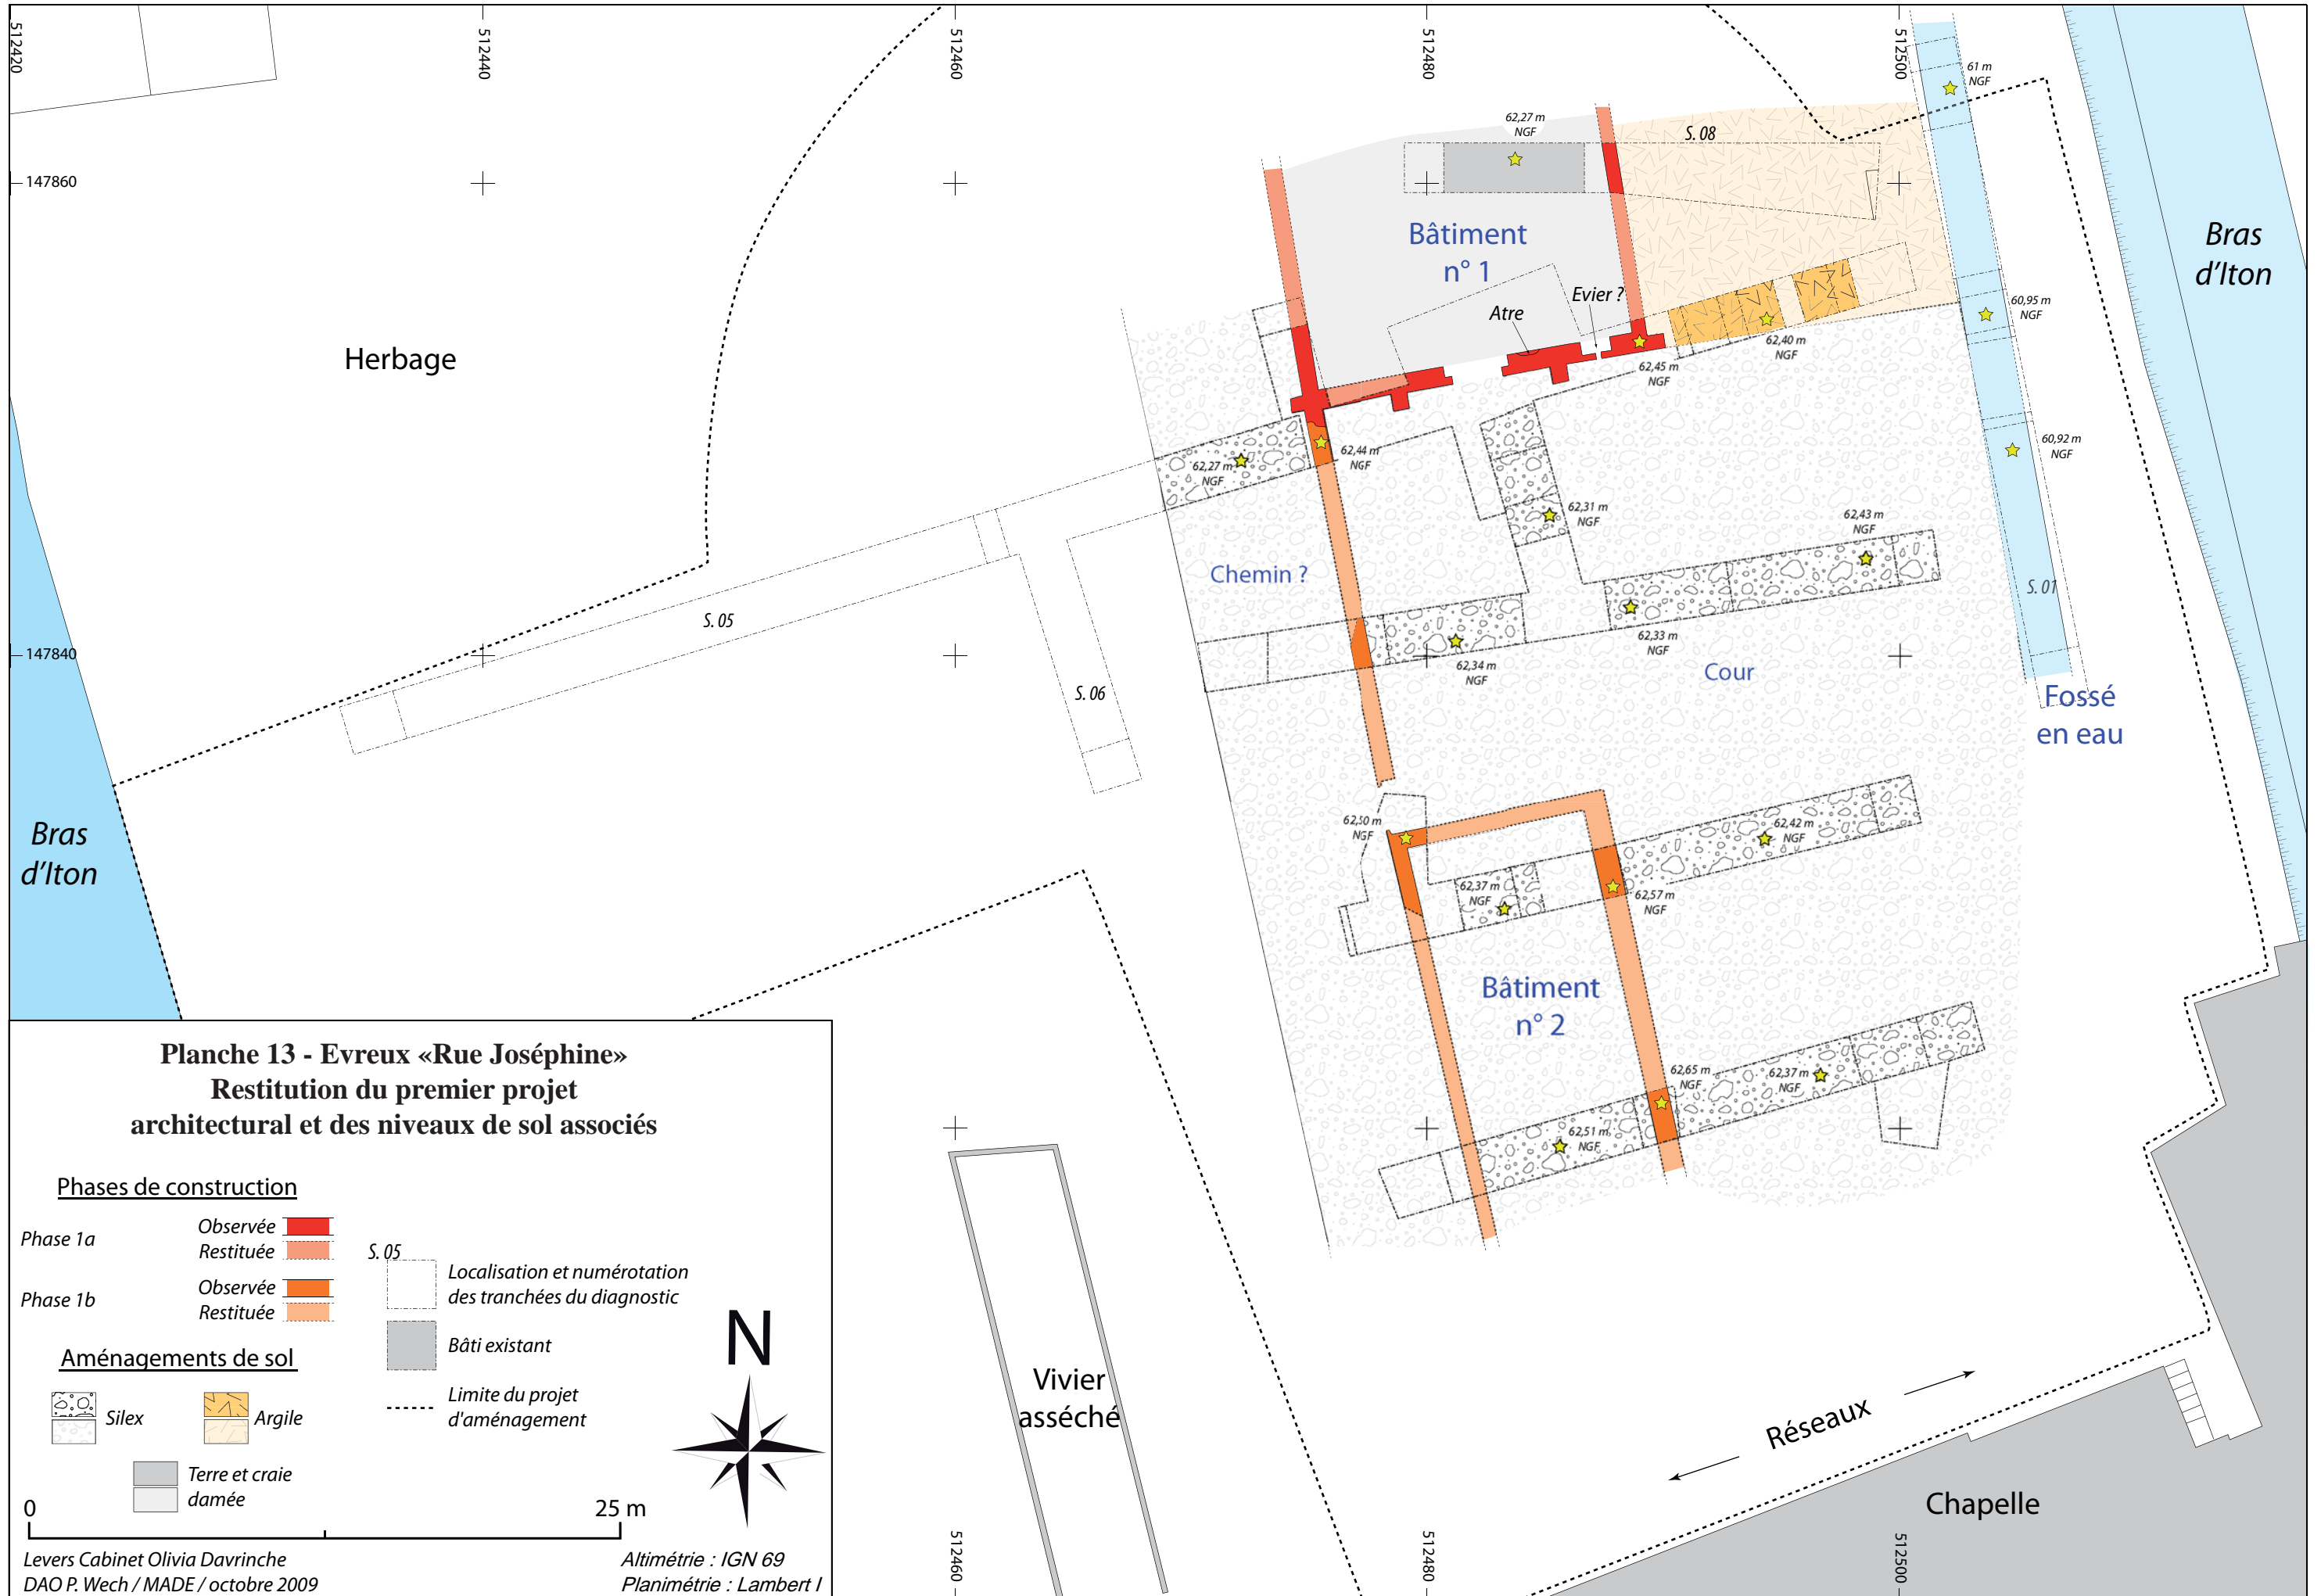 512420
512440
512460
512480
512500
61 m
NGF
62,27 m
NGF
S. 08
147860
Bâtiment
n° 1
Bras
d'Iton
Evier ?
Atre
60,95 m
NGF
62,40 m
NGF
62,45 m
NGF
Herbage
62,44 m
NGF
62,27 m
NGF
60,92 m
NGF
62,31 m
NGF
62,43 m
NGF
Chemin ?
S. 01
S. 05
62,33 m
NGF
147840
62,34 m
NGF
Cour
S. 06
Fossé
en eau
62,50 m
NGF
62,42 m
NGF
Bras
d'Iton
62,37 m
NGF
62,57 m
NGF
Bâtiment
n° 2
62,65 m
NGF
62,37 m
NGF
62,51 m
NGF
Planche 13 - Evreux «Rue Joséphine»
Restitution du premier projet
architectural et des niveaux de sol associés
Phases de construction
Phase 1a
Observée
Restituée
Phase 1b
Observée
Restituée
S. 05
Localisation et numérotation
des tranchées du diagnostic
Bâti existant
Limite du projet
d'aménagement
Aménagements de sol
Silex
Argile
Terre et craie
damée
N
0
25 m
Levers Cabinet Olivia Davrinche
DAO P. Wech / MADE / octobre 2009
Altimétrie : IGN 69
Planimétrie : Lambert I
Vivier
asséché
Réseaux
Chapelle
512460
512480
512500